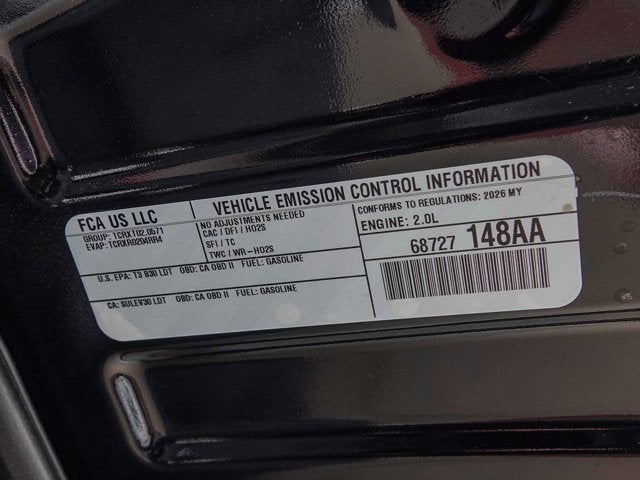 FCA US LLC
VEHICLE EMISSION CONTROL INFORMATION
GROUP: TCRXT02.0571
EVAP: TCRXR0204RR4
NO ADJUSTMENTS NEEDED
CAC / DFI / HO2S
SFI / TC
TWC / WR-HO2S
CONFORMS TO REGULATIONS: 2026 MY
ENGINE: 2.0L
U.S. EPA: T3 B30 LDT OBD: CA OBD II FUEL: GASOLINE
CA: SULEV30 LDT OBD: CA OBD II FUEL: GASOLINE
68727 148AA